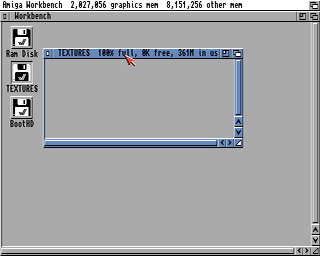 Amiga Workbench 2,027,056 graphics mem 8,151,256 other mem
Workbench
Ram Disk
TEXTURES 100% full, 0K free, 361M in us
TEXTURES
BootHD